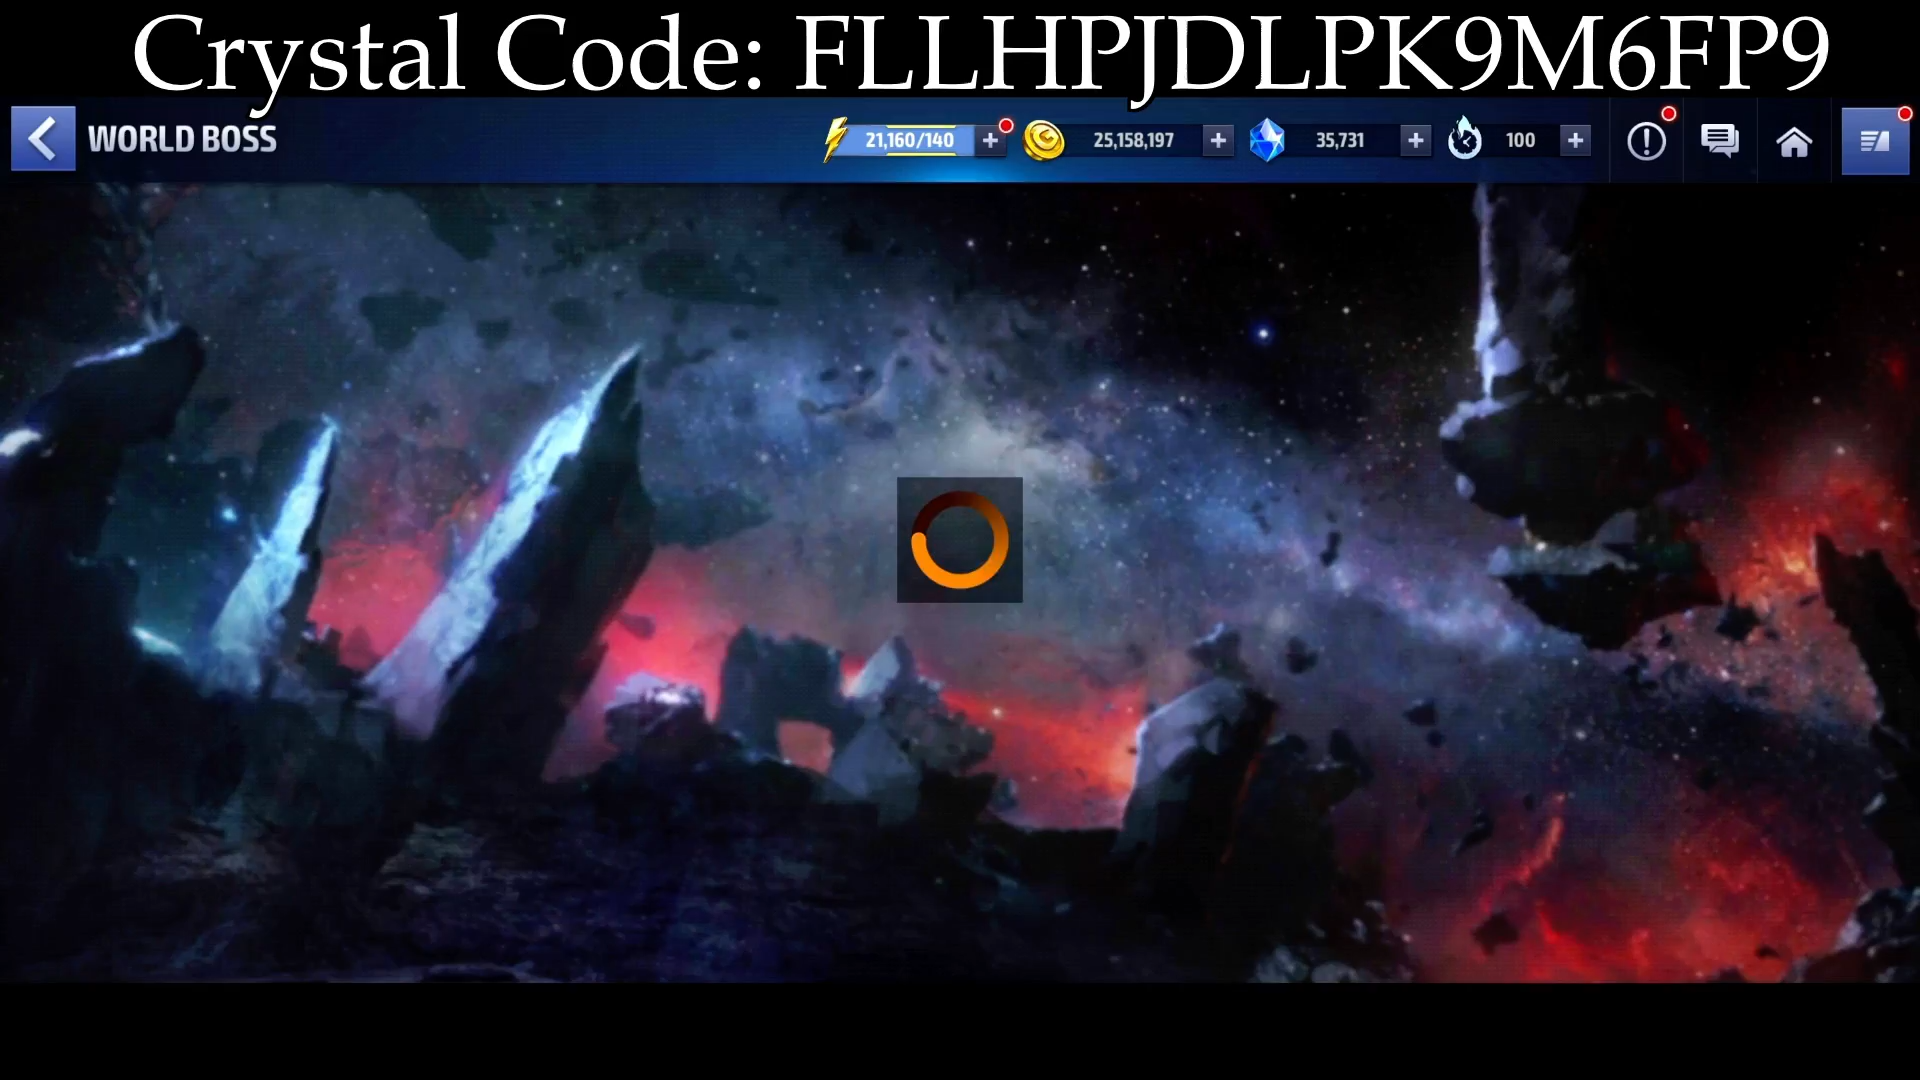 Crystal Code: FLLHPJDLPK9M6FP9
WORLD BOSS
21,160/140
25,158,197
35,731
100